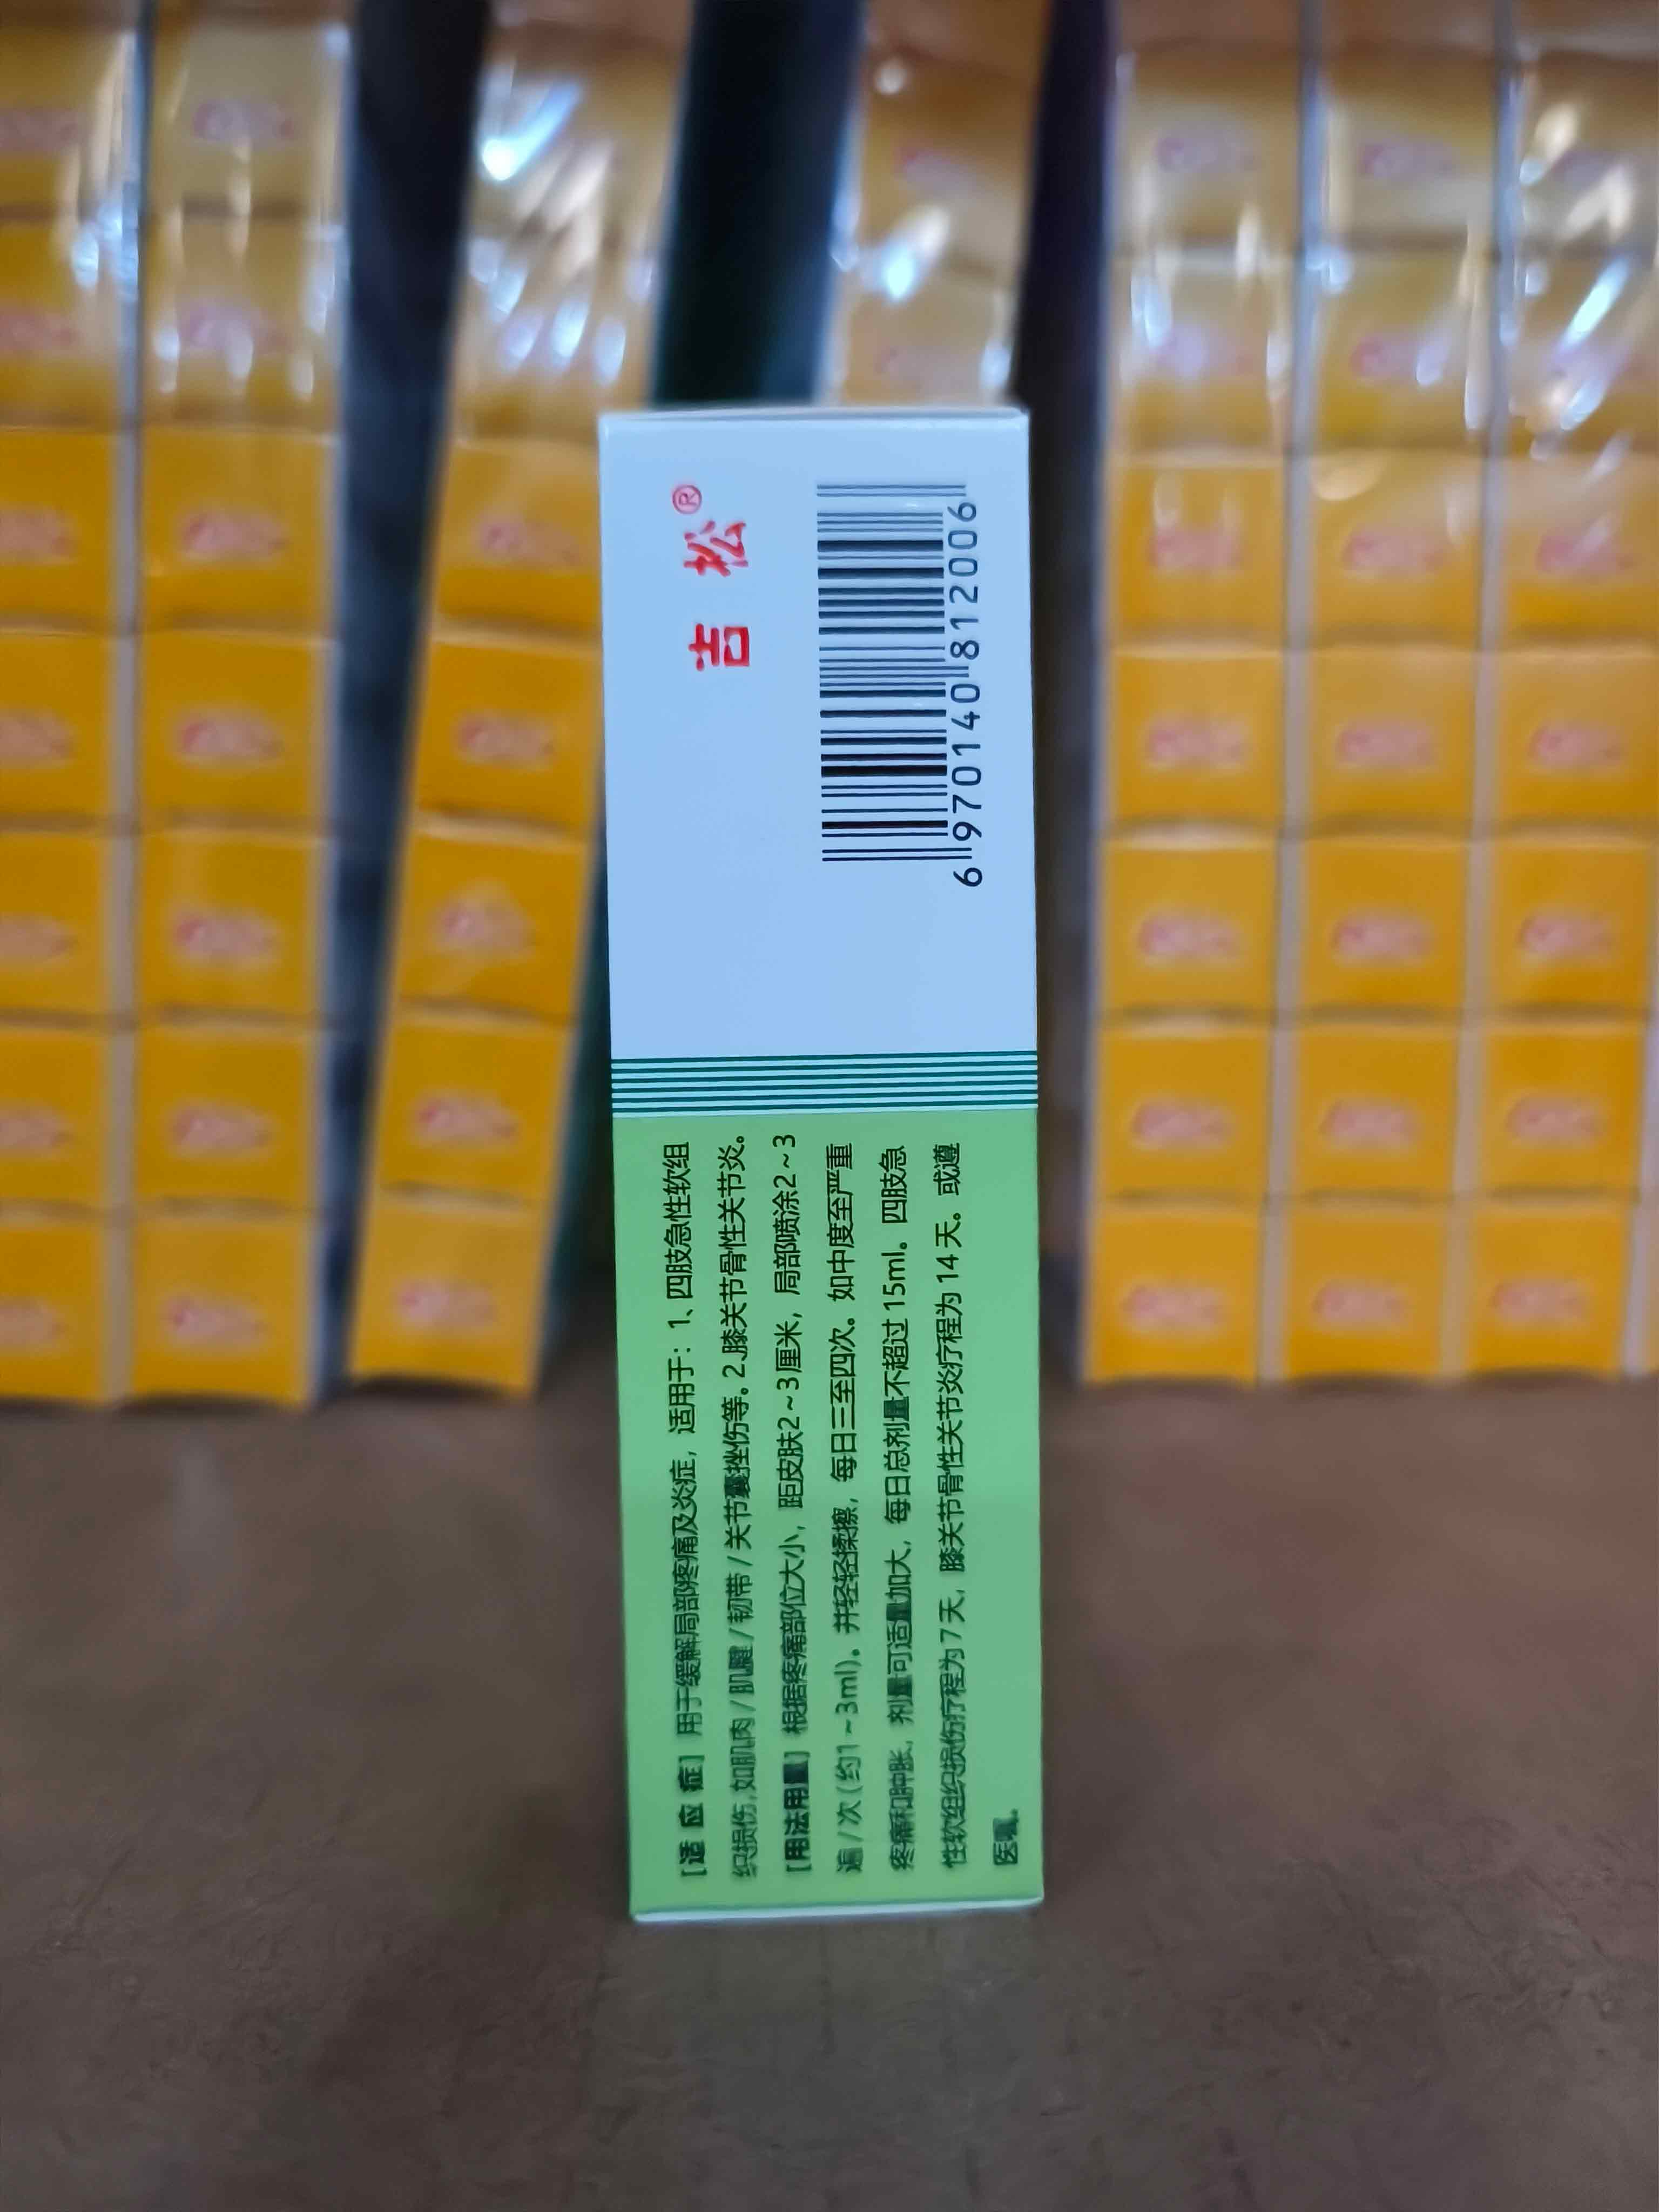 吉松®
6 970140 812006
[适 应 症] 用于缓解局部疼痛及炎症, 适用于: 1、四肢急性软组
织损伤,如肌肉/肌腱/韧带/关节囊挫伤等。2.膝关节骨性关节炎。
[用法用量] 根据疼痛部位大小, 距皮肤2~3厘米, 局部喷涂2~3
遍/次(约1~3ml)。并轻轻揉擦, 每日三至四次。如中度至严重
疼痛和肿胀, 剂量可适量加大, 每日总剂量不超过15ml。四肢急
性软组织损伤疗程为7天, 膝关节骨性关节炎疗程为14天。或遵
医嘱。